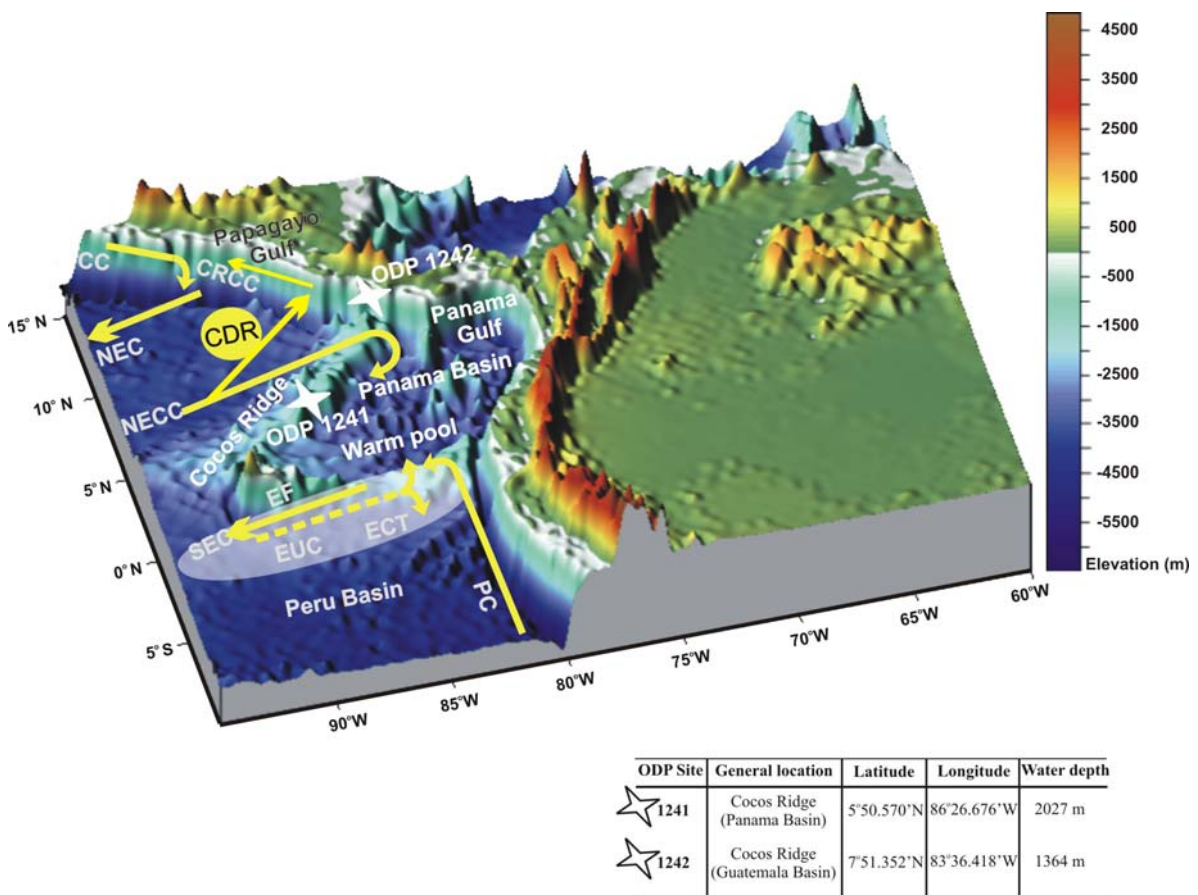 4500
3500
2500
1500
500
-500
-1500
-2500
-3500
-4500
-5500
Elevation (m)
Papagayo
Gulf
ODP 1242
CC
CRCC
Panama
Gulf
15° N
CDR
NEC
Panama Basin
10° N
NECC
Cocos Ridge
ODP 1241
Warm pool
5°N
EF
SEC
ECT
EUC
0°N
Peru Basin
PC
5°S
60°W
65°W
70°W
75°W
80°W
85°W
90°W
ODP Site General location Latitude Longitude Water depth
1241 Cocos Ridge (Panama Basin) 5°50.570'N 86°26.676'W 2027 m
1242 Cocos Ridge (Guatemala Basin) 7°51.352'N 83°36.418'W 1364 m